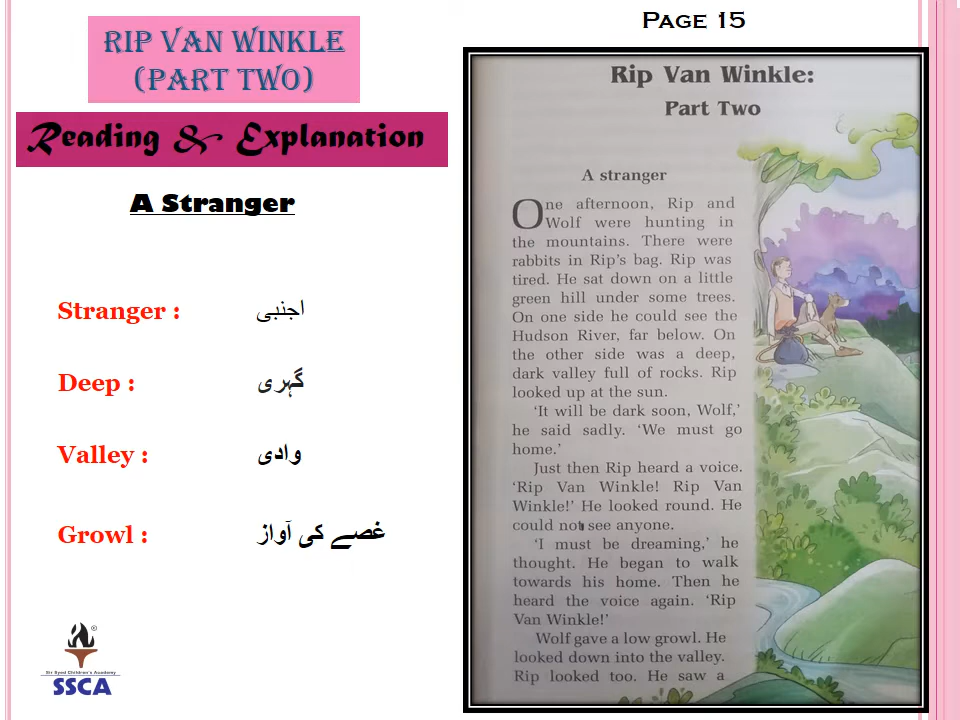 PAGE 15
RIP VAN WINKLE
(PART TWO)
Reading & Explanation
A Stranger
Stranger : اجنبی
Deep : گہری
Valley : وادی
Growl : غصے کی آواز
Sir Syed Children's Academy
SSCA
Rip Van Winkle:
Part Two
A stranger
One afternoon, Rip and
Wolf were hunting in
the mountains. There were
rabbits in Rip's bag. Rip was
tired. He sat down on a little
green hill under some trees.
On one side he could see the
Hudson River, far below. On
the other side was a deep,
dark valley full of rocks. Rip
looked up at the sun.
'It will be dark soon, Wolf,'
he said sadly. 'We must go
home.'
Just then Rip heard a voice.
'Rip Van Winkle! Rip Van
Winkle!' He looked round. He
could not see anyone.
'I must be dreaming,' he
thought. He began to walk
towards his home. Then he
heard the voice again. 'Rip
Van Winkle!'
Wolf gave a low growl. He
looked down into the valley.
Rip looked too. He saw a